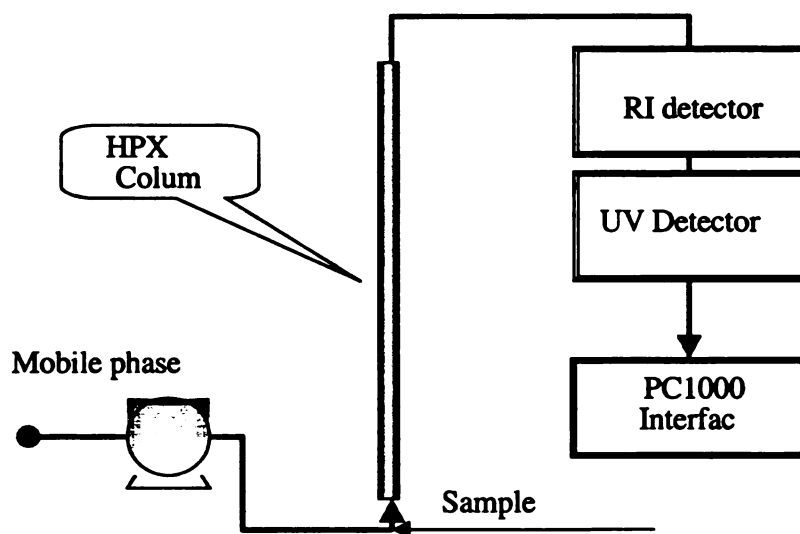 RI detector
HPX
Colum
UV Detector
Mobile phase
PC1000
Interfac
Sample